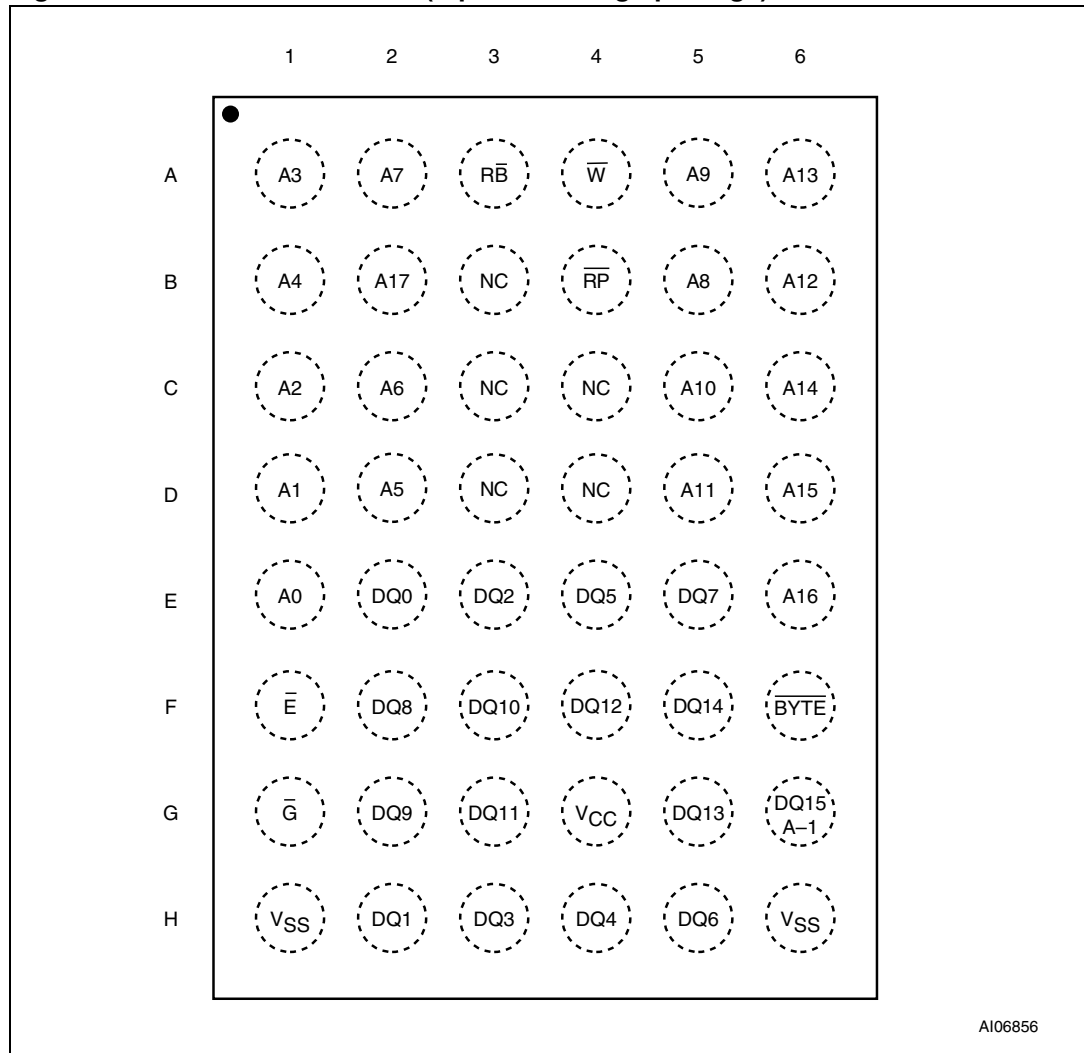 1 2 3 4 5 6
A A3 A7 RB̅ W̅ A9 A13
B A4 A17 NC R̅P̅ A8 A12
C A2 A6 NC NC A10 A14
D A1 A5 NC NC A11 A15
E A0 DQ0 DQ2 DQ5 DQ7 A16
F E̅ DQ8 DQ10 DQ12 DQ14 B̅Y̅T̅E̅
G G̅ DQ9 DQ11 VCC DQ13 DQ15
A–1
H VSS DQ1 DQ3 DQ4 DQ6 VSS
AI06856